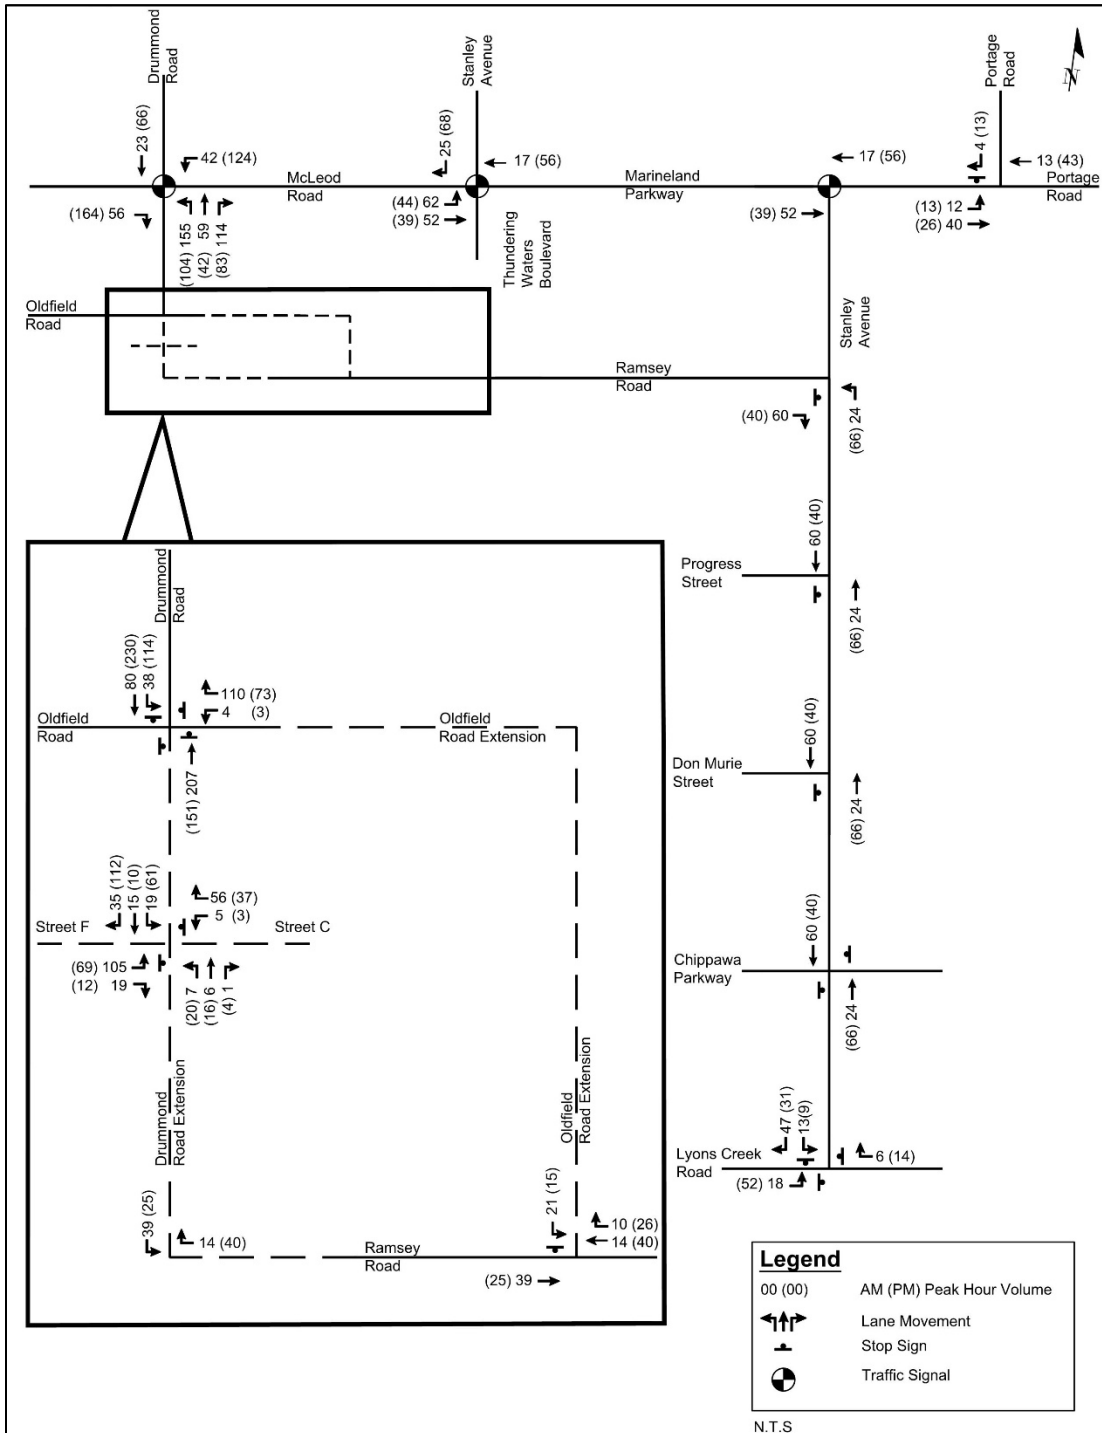 Drummond
Road
Stanley
Avenue
Portage
Road
N
23 (66)
42 (124)
25 (68)
17 (56)
17 (56)
4 (13)
13 (43)
McLeod
Road
Marineland
Parkway
Portage
Road
(164) 56
(104) 155
(42) 59
(83) 114
(44) 62
(39) 52
(39) 52
(13) 12
(26) 40
Thundering
Waters
Boulevard
Oldfield
Road
Stanley
Avenue
Ramsey
Road
(40) 60
(66) 24
60 (40)
Progress
Street
(66) 24
60 (40)
Don Murie
Street
(66) 24
60 (40)
Chippawa
Parkway
(66) 24
47 (31)
13(9)
Lyons Creek
Road
6 (14)
(52) 18
Drummond
Road
80 (230)
38 (114)
110 (73)
4 (3)
Oldfield
Road
Oldfield
Road Extension
(151) 207
35 (112)
15 (10)
19 (61)
56 (37)
5 (3)
Street F
Street C
(69) 105
(12) 19
(20) 7
(16) 6
(4) 1
Drummond
Road Extension
Oldfield
Road Extension
39 (25)
14 (40)
21 (15)
10 (26)
14 (40)
Ramsey
Road
(25) 39
Legend
00 (00) AM (PM) Peak Hour Volume
Lane Movement
Stop Sign
Traffic Signal
N.T.S